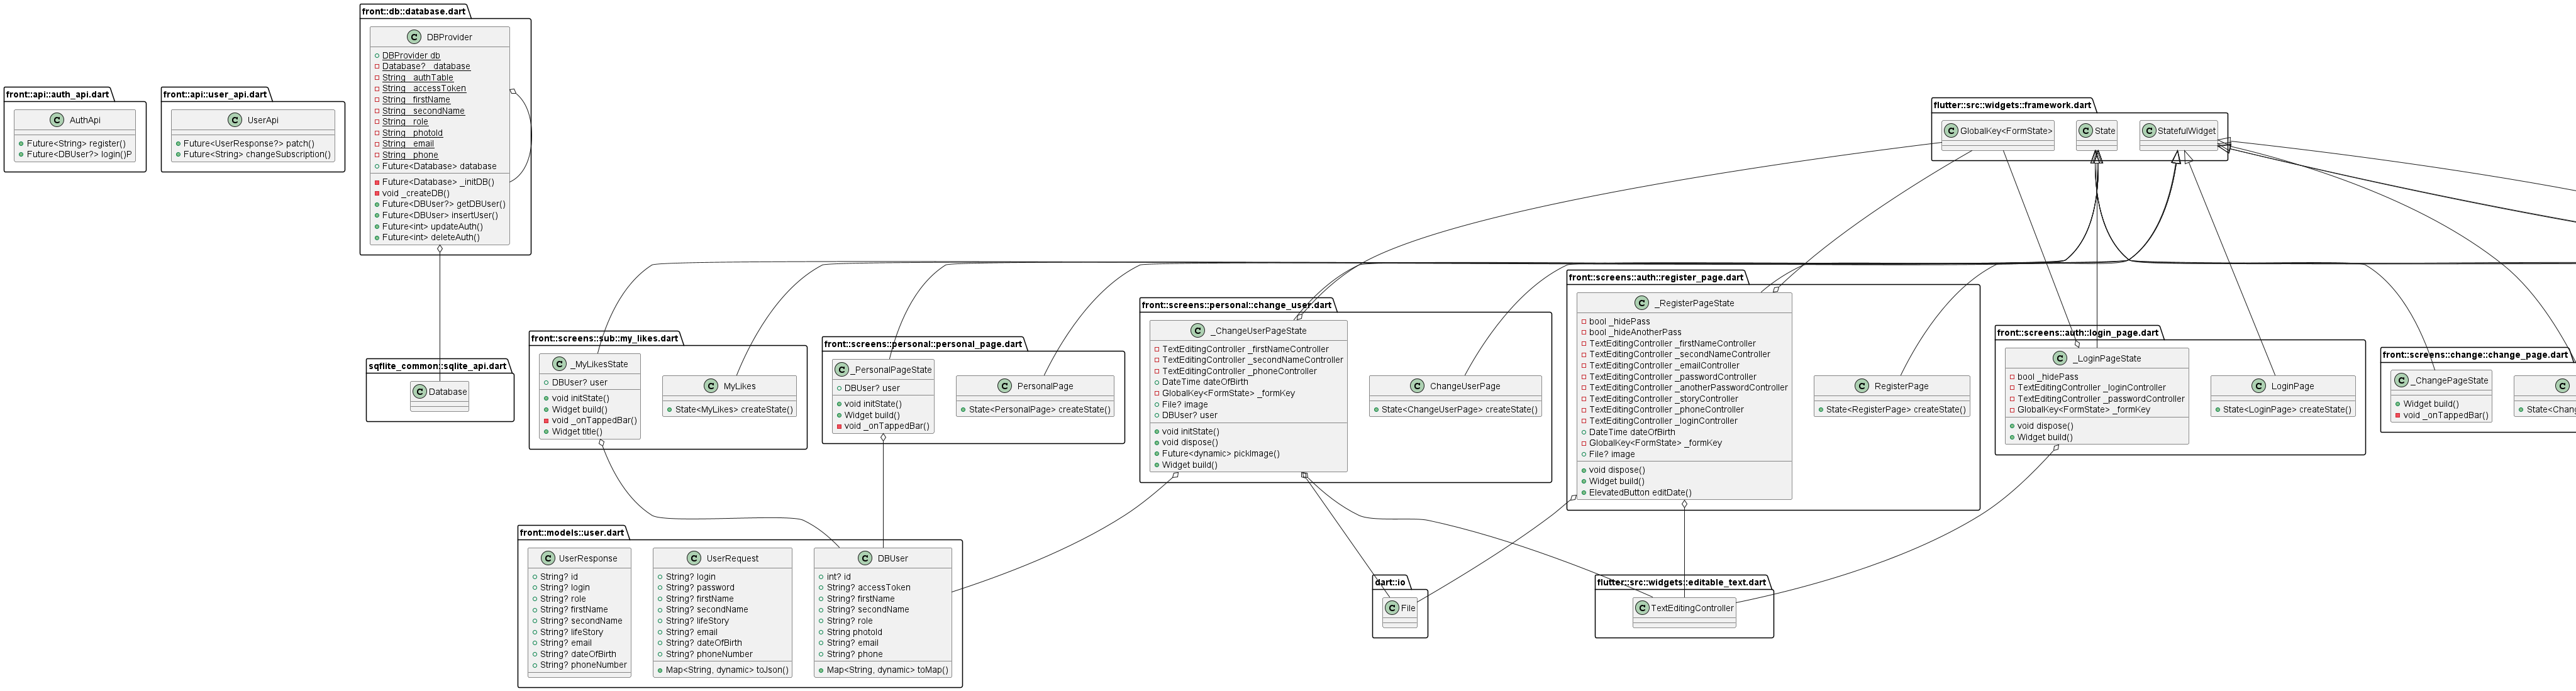 front::db::database.dart
DBProvider
DBProvider db
Database? _database
String _authTable
String _accessToken
String _firstName
String _secondName
String _role
String _photoId
String _email
String _phone
Future<Database> database
Future<Database> _initDB()
void _createDB()
Future<DBUser?> getDBUser()
Future<DBUser> insertUser()
Future<int> updateAuth()
Future<int> deleteAuth()
front::api::auth_api.dart
AuthApi
Future<String> register()
Future<DBUser?> login()P
front::api::user_api.dart
UserApi
Future<UserResponse?> patch()
Future<String> changeSubscription()
flutter::src::widgets::framework.dart
GlobalKey<FormState>
State
StatefulWidget
sqflite_common::sqlite_api.dart
Database
front::screens::sub::my_likes.dart
_MyLikesState
DBUser? user
void initState()
Widget build()
void _onTappedBar()
Widget title()
MyLikes
State<MyLikes> createState()
front::screens::personal::personal_page.dart
_PersonalPageState
DBUser? user
void initState()
Widget build()
void _onTappedBar()
PersonalPage
State<PersonalPage> createState()
front::screens::personal::change_user.dart
_ChangeUserPageState
TextEditingController _firstNameController
TextEditingController _secondNameController
TextEditingController _phoneController
DateTime dateOfBirth
GlobalKey<FormState> _formKey
File? image
DBUser? user
void initState()
void dispose()
Future<dynamic> pickImage()
Widget build()
ChangeUserPage
State<ChangeUserPage> createState()
front::screens::auth::register_page.dart
_RegisterPageState
bool _hidePass
bool _hideAnotherPass
TextEditingController _firstNameController
TextEditingController _secondNameController
TextEditingController _emailController
TextEditingController _passwordController
TextEditingController _anotherPasswordController
TextEditingController _storyController
TextEditingController _phoneController
TextEditingController _loginController
DateTime dateOfBirth
GlobalKey<FormState> _formKey
File? image
void dispose()
Widget build()
ElevatedButton editDate()
RegisterPage
State<RegisterPage> createState()
front::screens::auth::login_page.dart
_LoginPageState
bool _hidePass
TextEditingController _loginController
TextEditingController _passwordController
GlobalKey<FormState> _formKey
void dispose()
Widget build()
LoginPage
State<LoginPage> createState()
front::screens::change::change_page.dart
_ChangePageState
Widget build()
void _onTappedBar()
front::models::user.dart
UserResponse
String? id
String? login
String? role
String? firstName
String? secondName
String? lifeStory
String? email
String? dateOfBirth
String? phoneNumber
UserRequest
String? login
String? password
String? firstName
String? secondName
String? lifeStory
String? email
String? dateOfBirth
String? phoneNumber
Map<String, dynamic> toJson()
DBUser
int? id
String? accessToken
String? firstName
String? secondName
String? role
String photoId
String? email
String? phone
Map<String, dynamic> toMap()
dart::io
File
flutter::src::widgets::editable_text.dart
TextEditingController